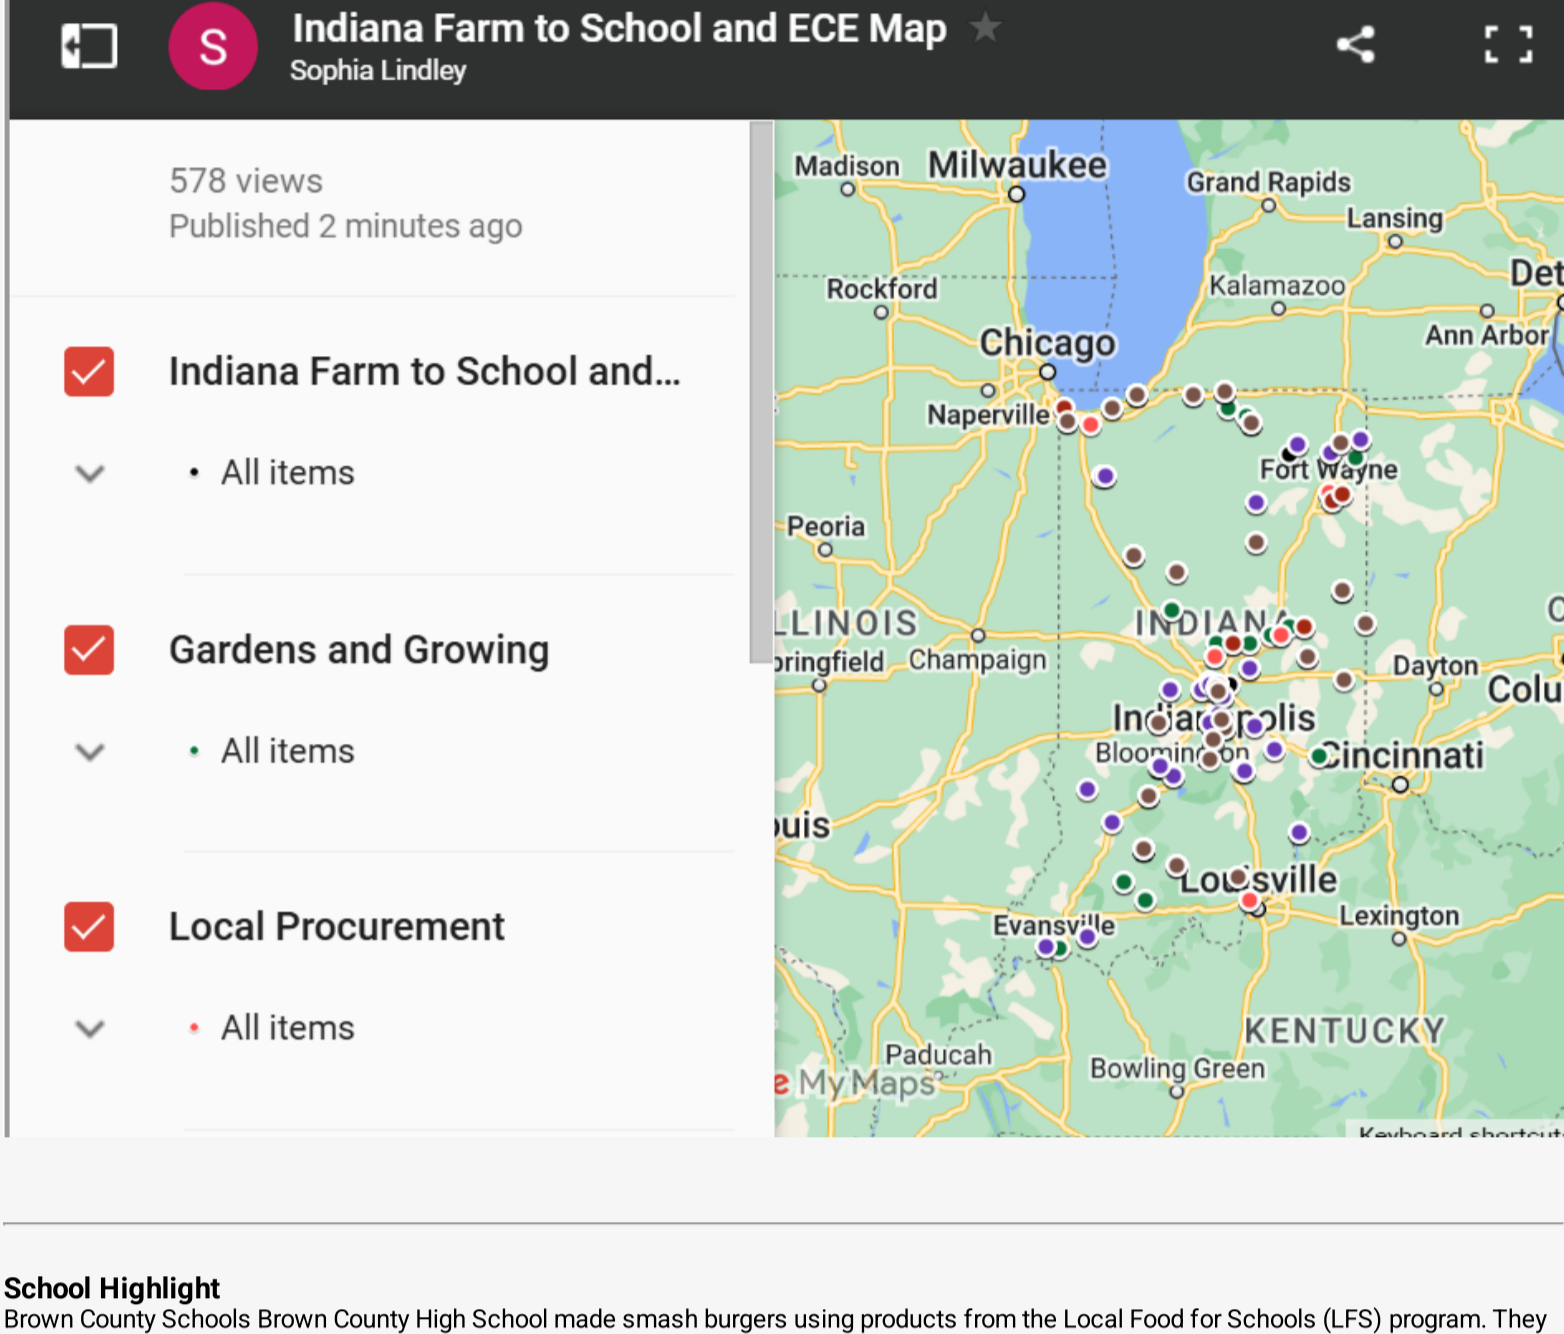 S
Indiana Farm to School and ECE Map
Sophia Lindley
578 views
Published 2 minutes ago
Indiana Farm to School and...
All items
Gardens and Growing
All items
Local Procurement
All items
Madison
Milwaukee
Grand Rapids
Lansing
Det
Rockford
Kalamazoo
Ann Arbor
Chicago
Naperville
Fort Wayne
Peoria
LLINOIS
INDIANA
C
pringfield
Champaign
Dayton
Colu
Indianapolis
Bloomington
Cincinnati
ouis
Louisville
Evansville
Lexington
KENTUCKY
Paducah
Bowling Green
e My Maps
Keyboard shortcut
School Highlight
Brown County Schools Brown County High School made smash burgers using products from the Local Food for Schools (LFS) program. They